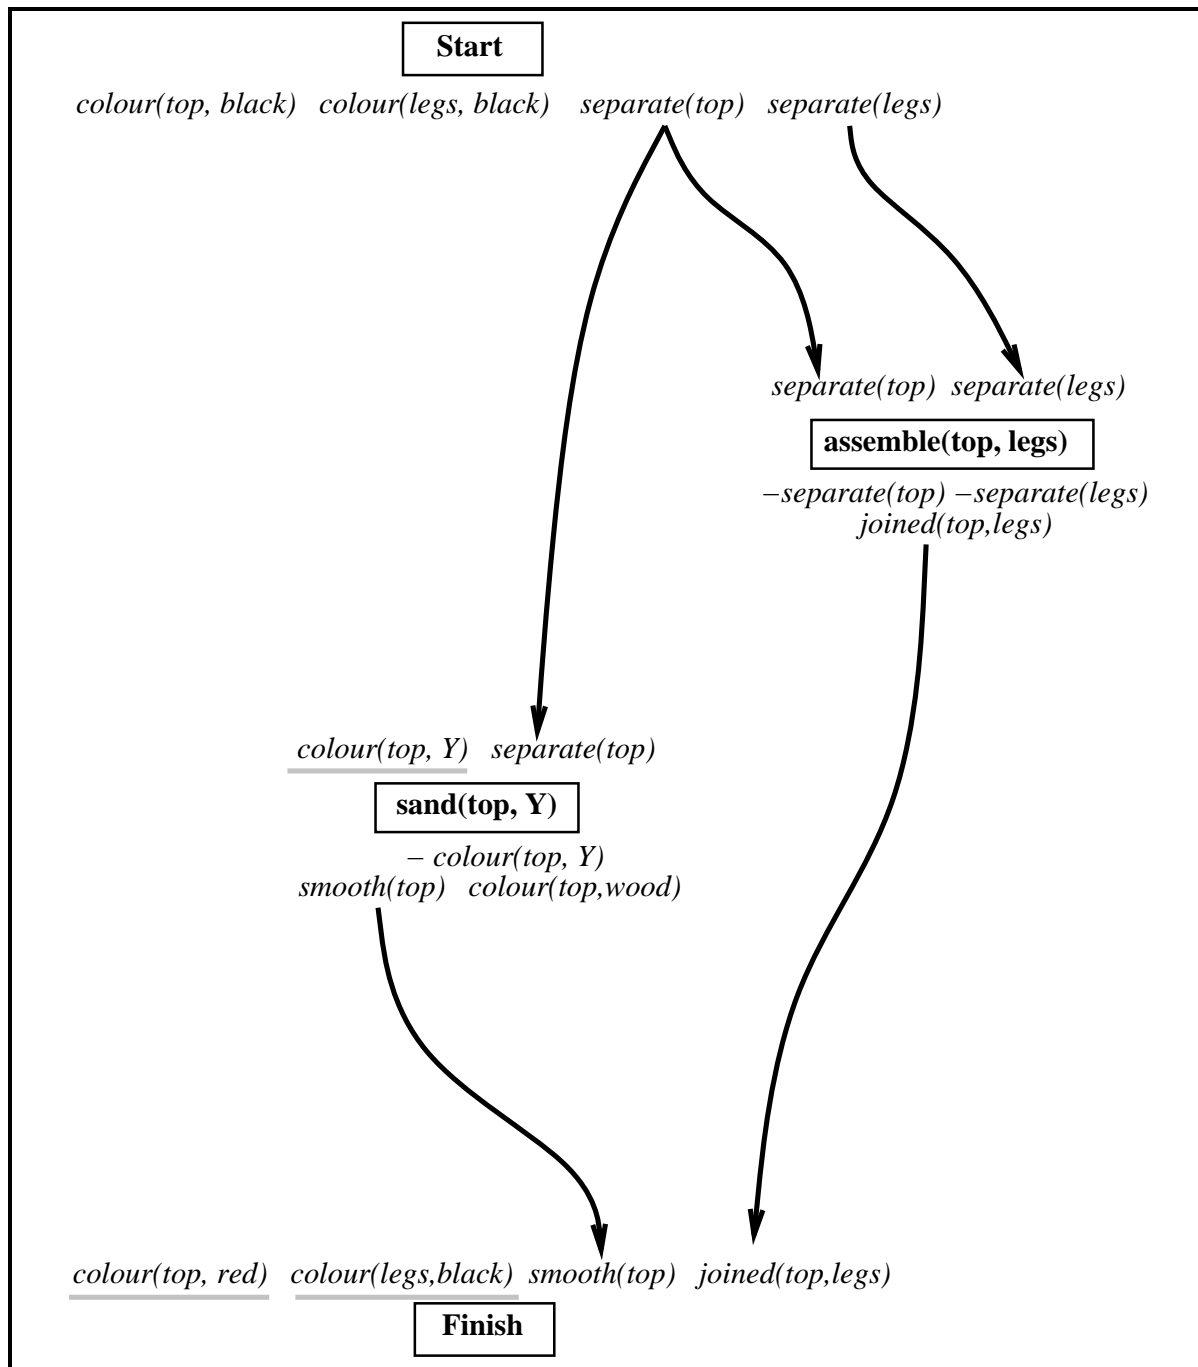 Start
colour(top, black) colour(legs, black) separate(top) separate(legs)
separate(top) separate(legs)
assemble(top, legs)
–separate(top) –separate(legs)
joined(top,legs)
colour(top, Y) separate(top)
sand(top, Y)
– colour(top, Y)
smooth(top) colour(top,wood)
colour(top, red) colour(legs,black) smooth(top) joined(top,legs)
Finish